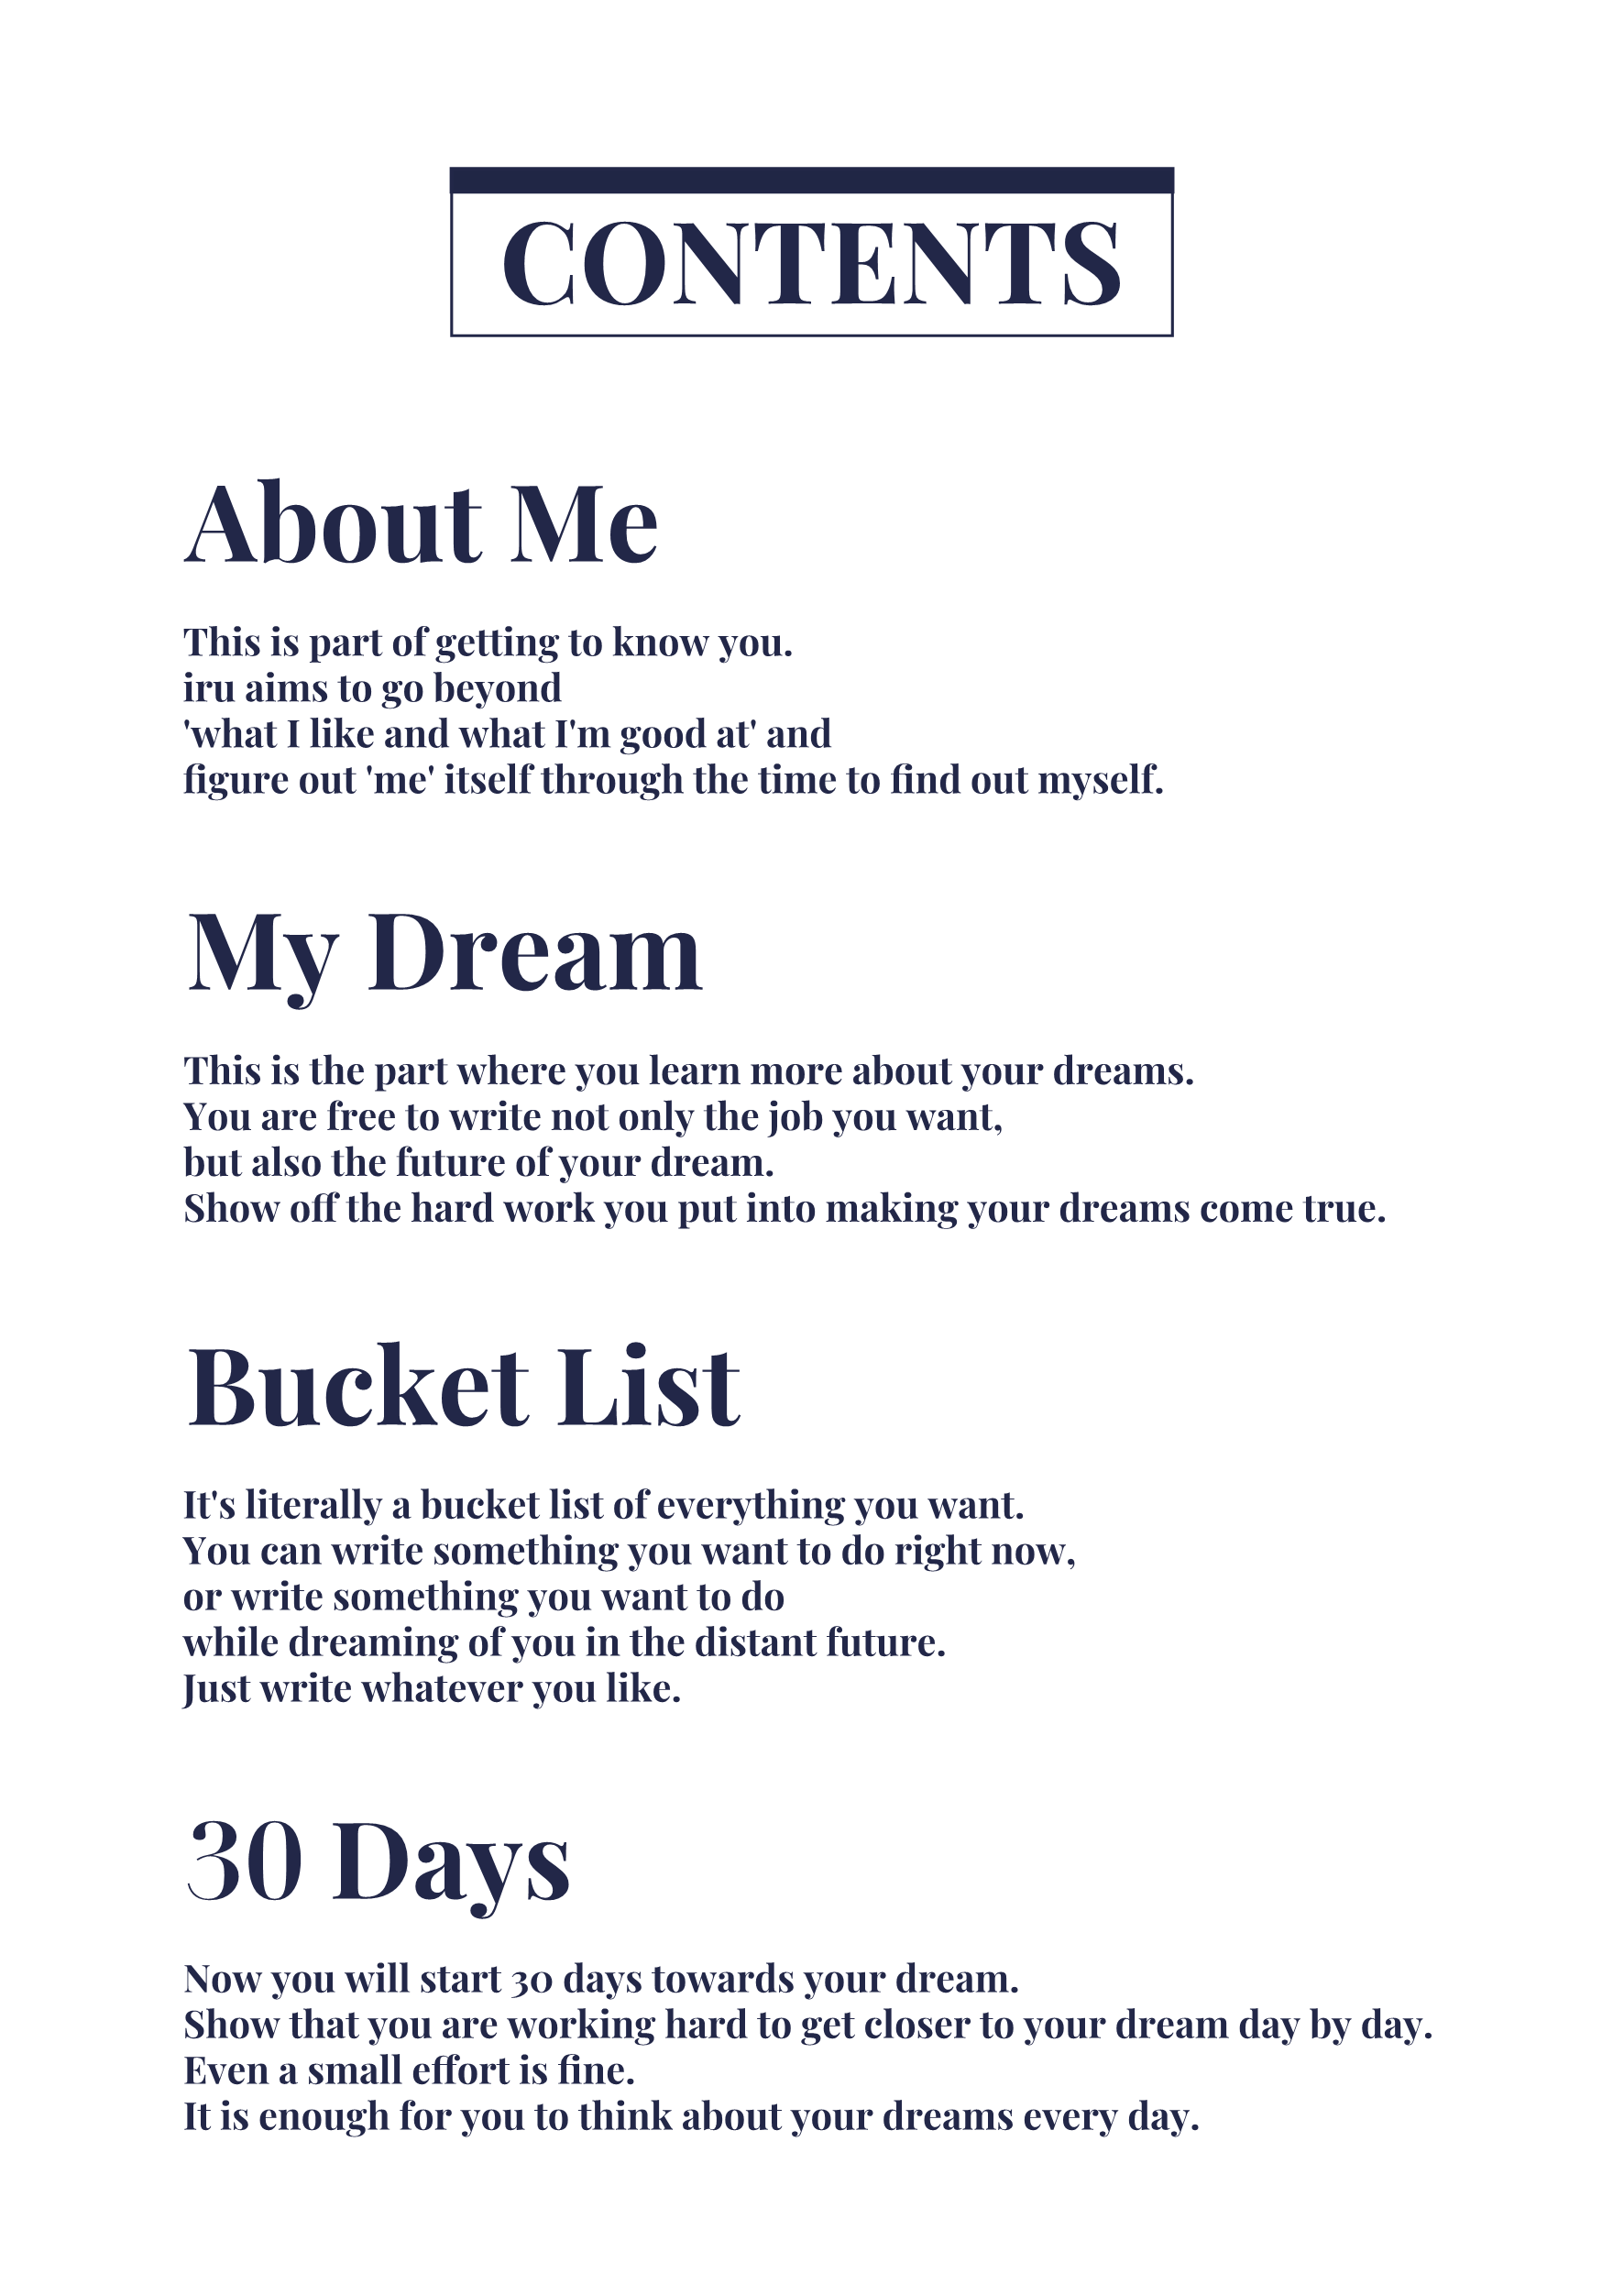 CONTENTS
About Me
This is part of getting to know you.
iru aims to go beyond
'what I like and what I'm good at' and
figure out 'me' itself through the time to find out myself.
My Dream
This is the part where you learn more about your dreams.
You are free to write not only the job you want,
but also the future of your dream.
Show off the hard work you put into making your dreams come true.
Bucket List
It's literally a bucket list of everything you want.
You can write something you want to do right now,
or write something you want to do
while dreaming of you in the distant future.
Just write whatever you like.
30 Days
Now you will start 30 days towards your dream.
Show that you are working hard to get closer to your dream day by day.
Even a small effort is fine.
It is enough for you to think about your dreams every day.